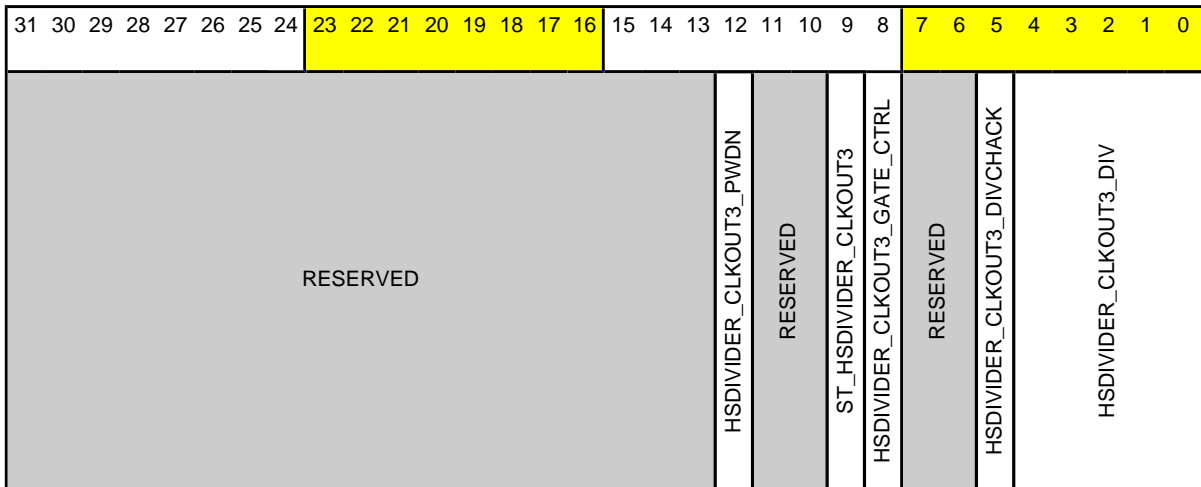 31 30 29 28 27 26 25 24 23 22 21 20 19 18 17 16 15 14 13 12 11 10 9 8 7 6 5 4 3 2 1 0
RESERVED
HSDIVIDER_CLKOUT3_PWDN
RESERVED
ST_HSDIVIDER_CLKOUT3
HSDIVIDER_CLKOUT3_GATE_CTRL
RESERVED
HSDIVIDER_CLKOUT3_DIVCHACK
HSDIVIDER_CLKOUT3_DIV